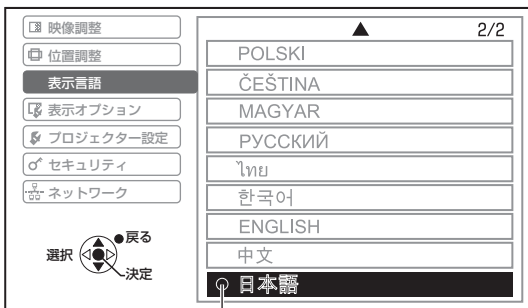 映像調整
位置調整
表示言語
表示オプション
プロジェクター設定
セキュリティ
ネットワーク
戻る
選択
決定
2/2
POLSKI
ČEŠTINA
MAGYAR
РУССКИЙ
ไทย
한국어
ENGLISH
中文
日本語